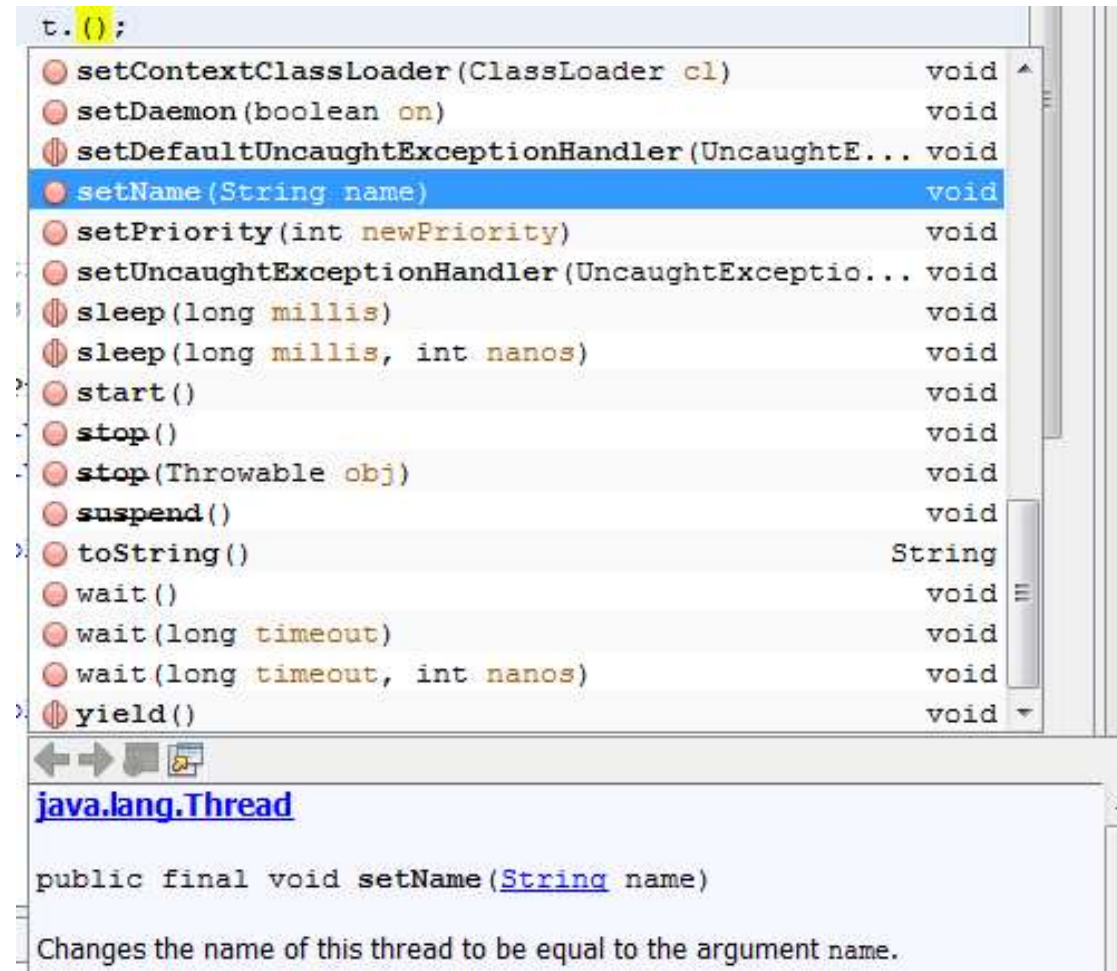 t.();
setContextClassLoader(ClassLoader cl) void
setDaemon(boolean on) void
setDefaultUncaughtExceptionHandler(UncaughtE... void
setName(String name) void
setPriority(int newPriority) void
setUncaughtExceptionHandler(UncaughtExceptio... void
sleep(long millis) void
sleep(long millis, int nanos) void
start() void
stop() void
stop(Throwable obj) void
suspend() void
toString() String
wait() void
wait(long timeout) void
wait(long timeout, int nanos) void
yield() void
java.lang.Thread
public final void setName(String name)
Changes the name of this thread to be equal to the argument name.